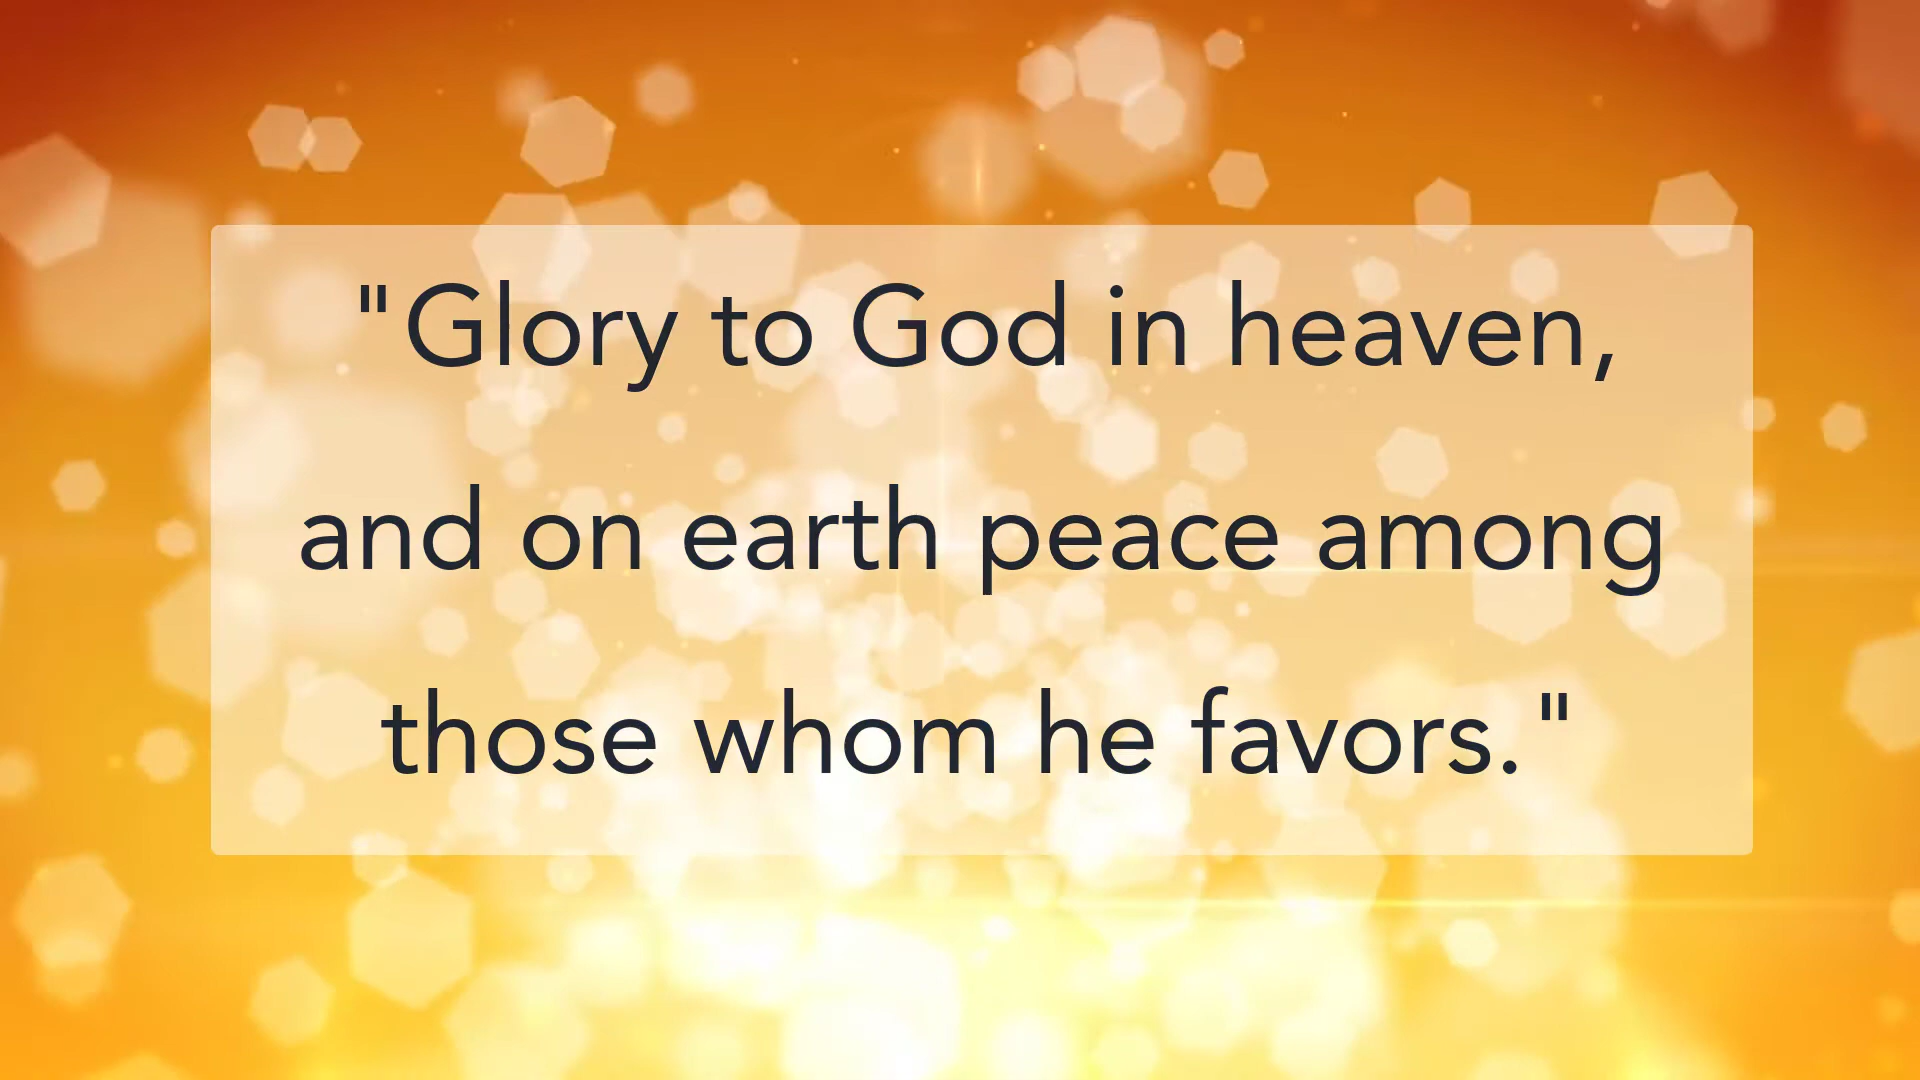 "Glory to God in heaven,
and on earth peace among
those whom he favors."